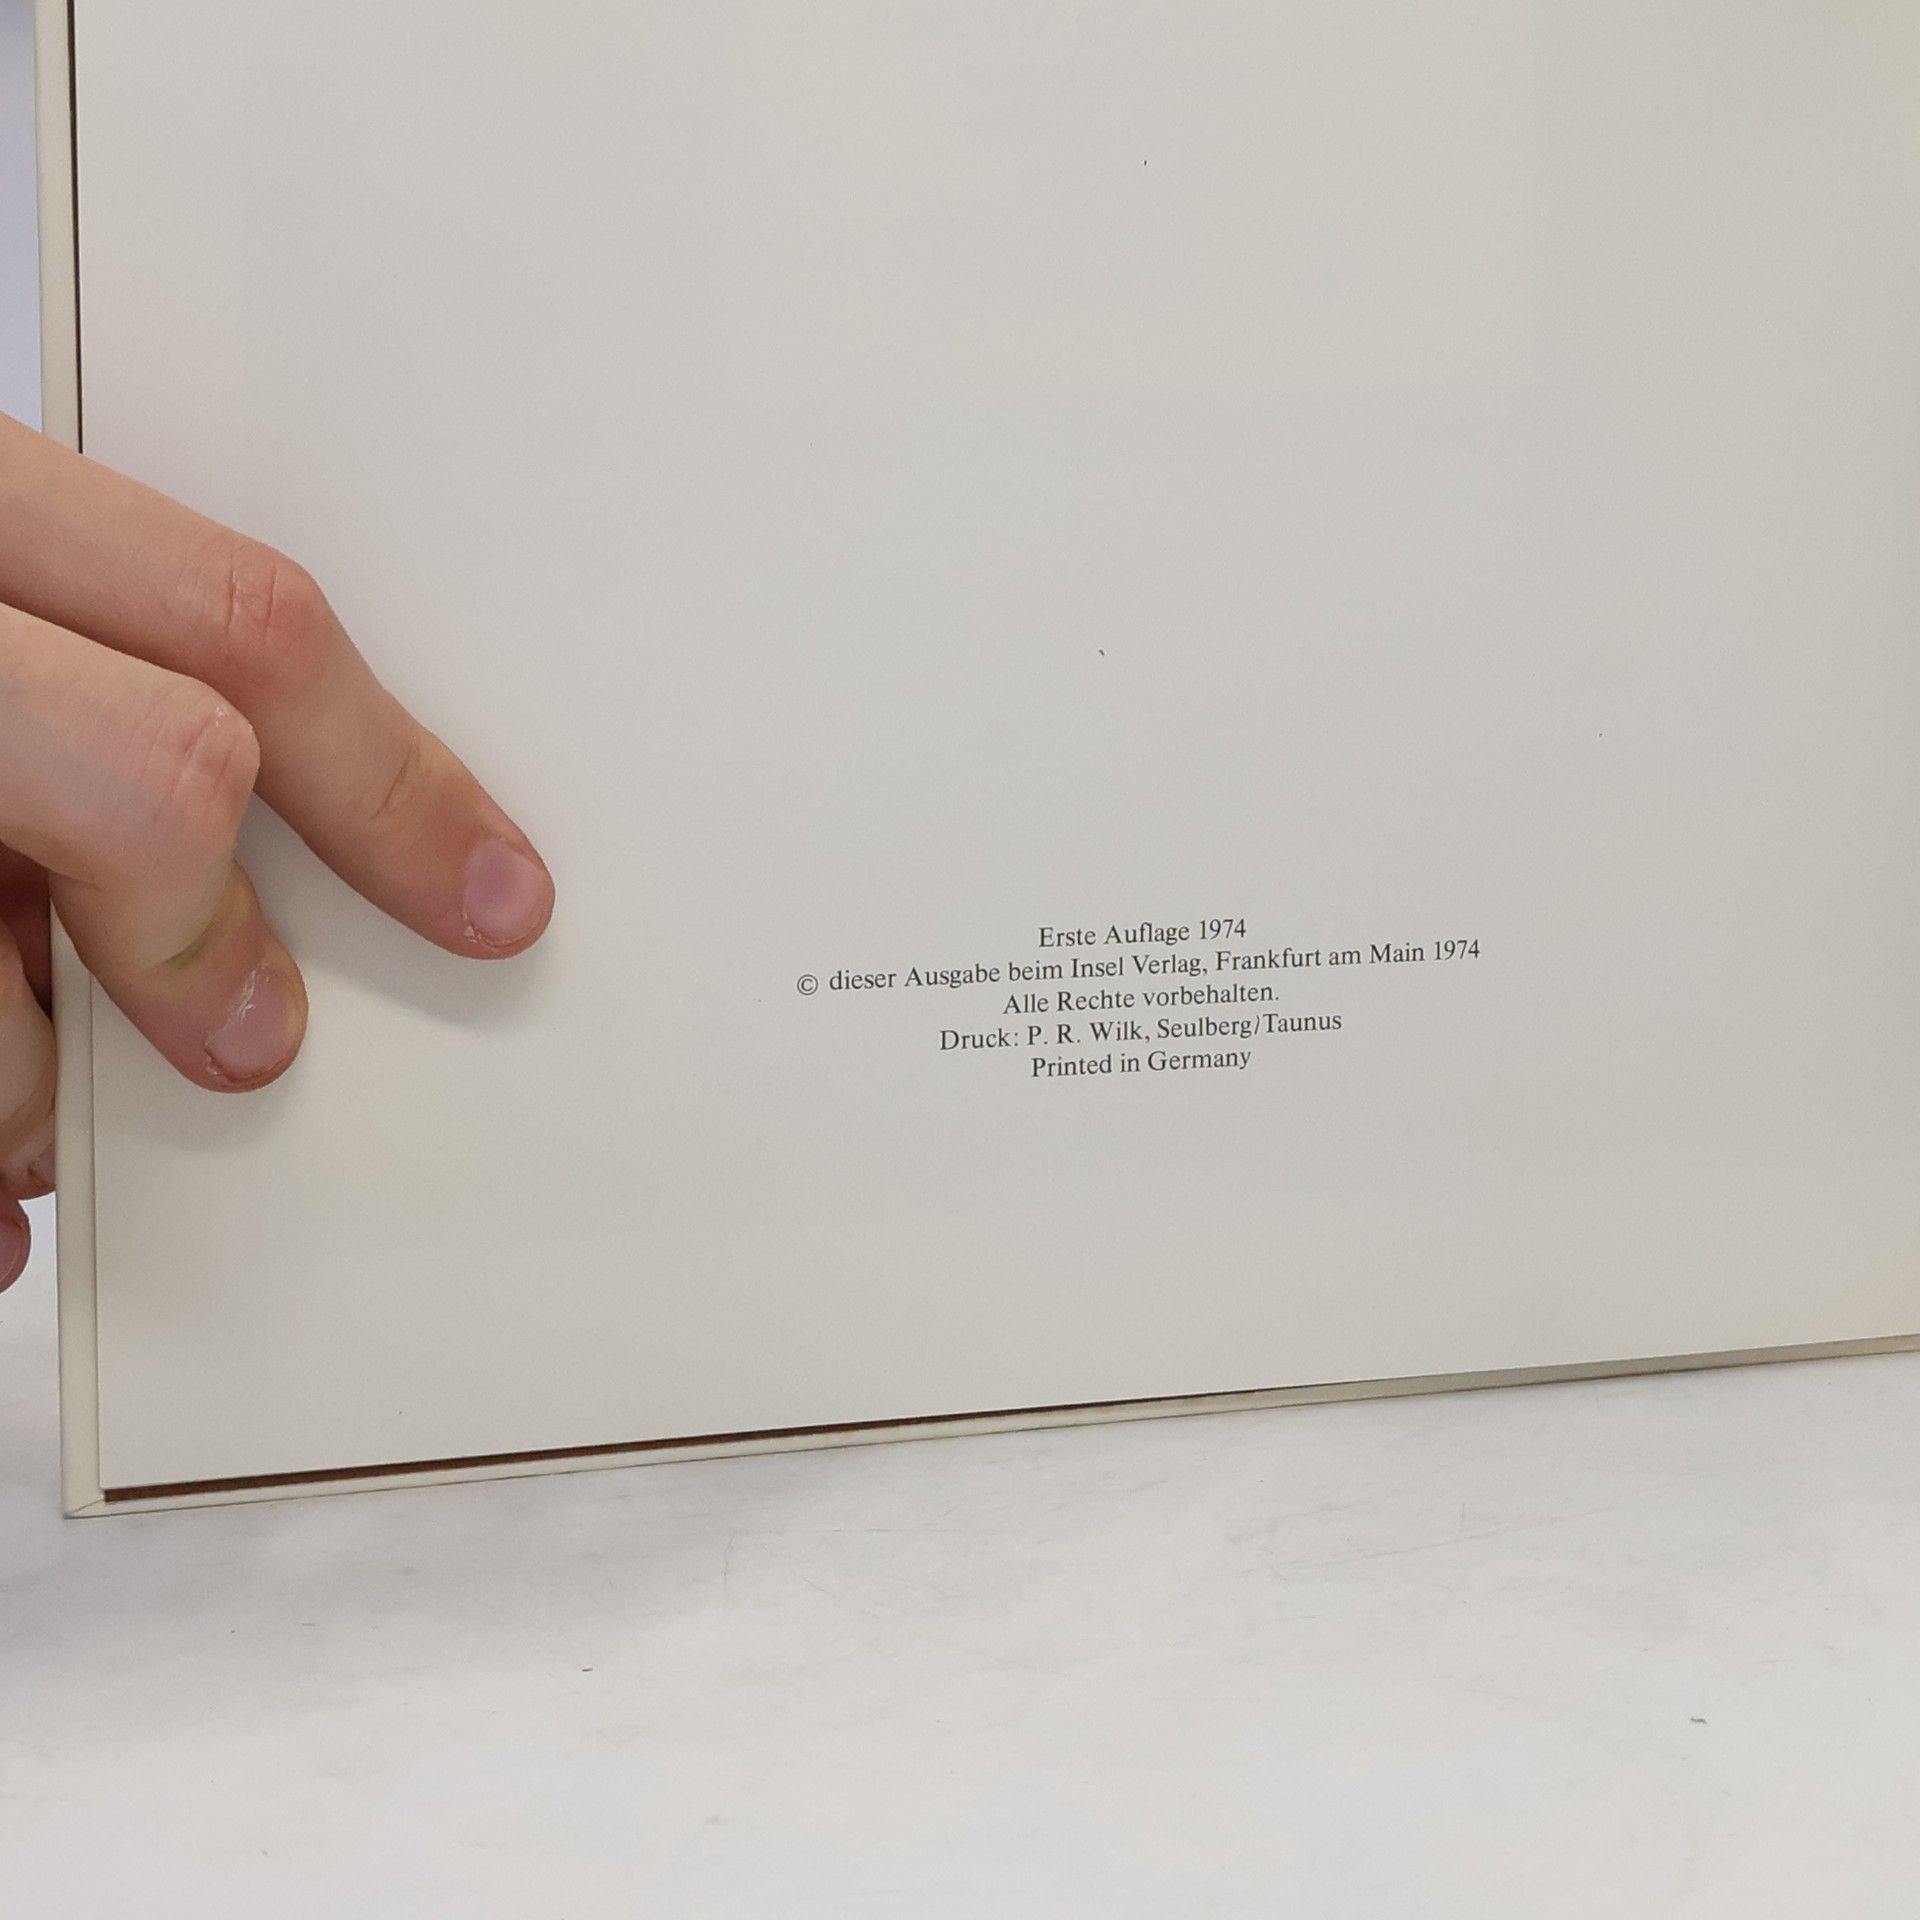 Erste Auflage 1974
© dieser Ausgabe beim Insel Verlag, Frankfurt am Main 1974
Alle Rechte vorbehalten.
Druck: P. R. Wilk, Seulberg/Taunus
Printed in Germany